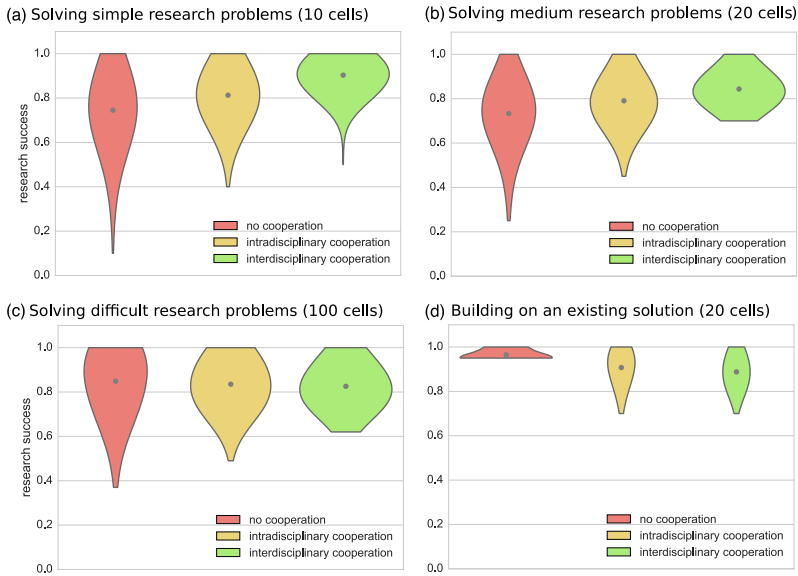 (a) Solving simple research problems (10 cells)
1.0
0.8
0.6
0.4
0.2
0.0
research success
no cooperation
intradisciplinary cooperation
interdisciplinary cooperation
(b) Solving medium research problems (20 cells)
1.0
0.8
0.6
0.4
0.2
0.0
no cooperation
intradisciplinary cooperation
interdisciplinary cooperation
(c) Solving difficult research problems (100 cells)
1.0
0.8
0.6
0.4
0.2
0.0
research success
no cooperation
intradisciplinary cooperation
interdisciplinary cooperation
(d) Building on an existing solution (20 cells)
1.0
0.8
0.6
0.4
0.2
0.0
no cooperation
intradisciplinary cooperation
interdisciplinary cooperation